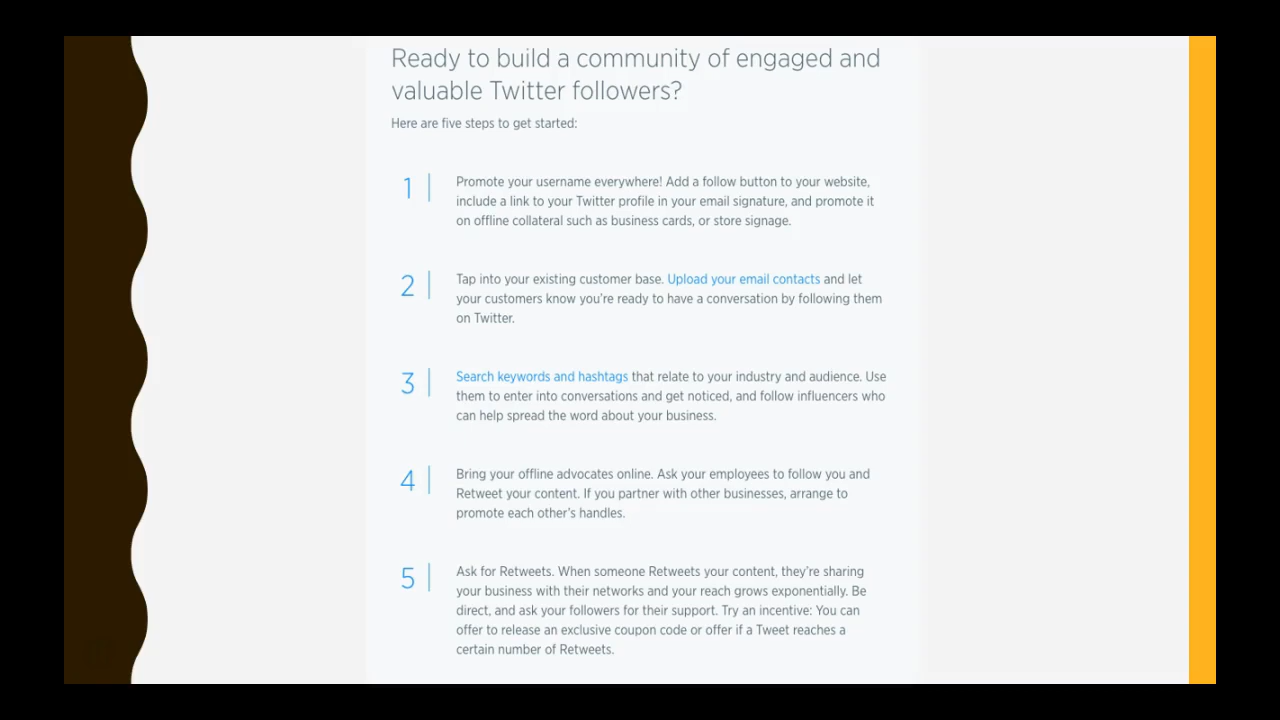 Ready to build a community of engaged and
valuable Twitter followers?
Here are five steps to get started:
1
Promote your username everywhere! Add a follow button to your website,
include a link to your Twitter profile in your email signature, and promote it
on offline collateral such as business cards, or store signage.
2
Tap into your existing customer base. Upload your email contacts and let
your customers know you’re ready to have a conversation by following them
on Twitter.
3
Search keywords and hashtags that relate to your industry and audience. Use
them to enter into conversations and get noticed, and follow influencers who
can help spread the word about your business.
4
Bring your offline advocates online. Ask your employees to follow you and
Retweet your content. If you partner with other businesses, arrange to
promote each other’s handles.
5
Ask for Retweets. When someone Retweets your content, they’re sharing
your business with their networks and your reach grows exponentially. Be
direct, and ask your followers for their support. Try an incentive: You can
offer to release an exclusive coupon code or offer if a Tweet reaches a
certain number of Retweets.